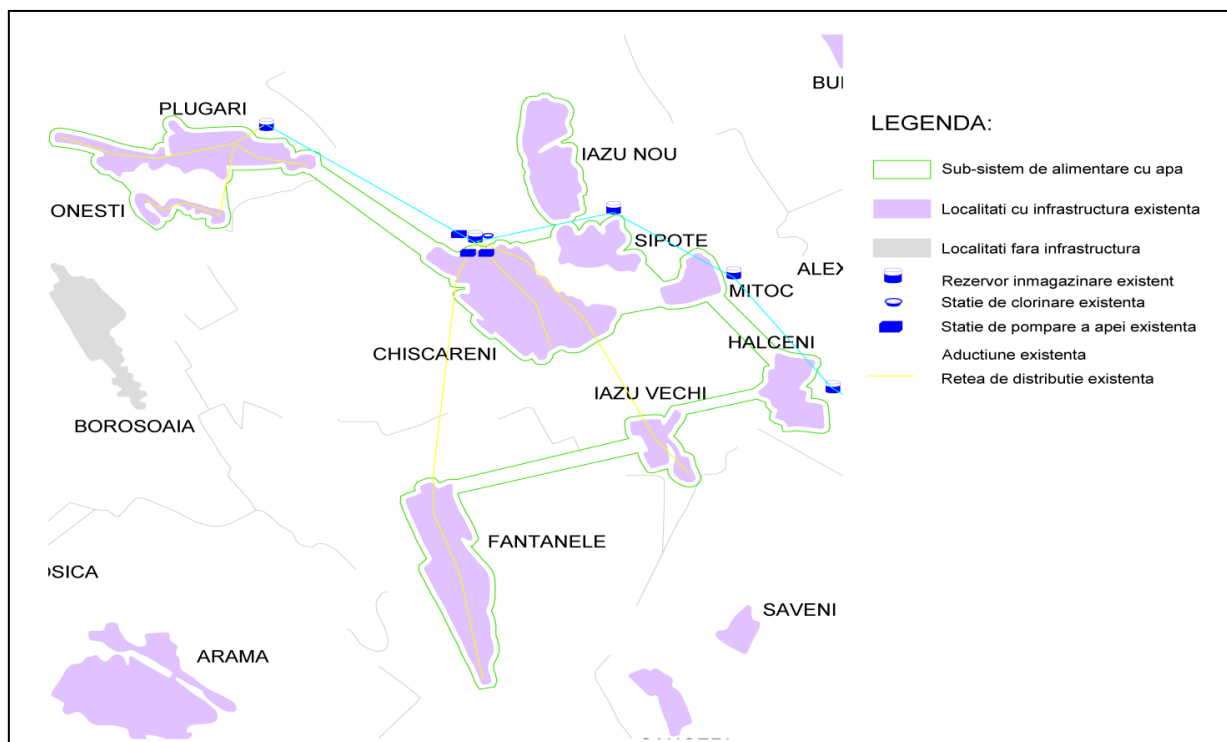 BUI
PLUGARI
LEGENDA:
IAZU NOU
Sub-sistem de alimentare cu apa
ONESTI
Localitati cu infrastructura existenta
SIPOTE
Localitati fara infrastructura
ALEX
MITOC
Rezervor inmagazinare existent
Statie de clorinare existenta
Statie de pompare a apei existenta
HALCENI
CHISCARENI
Aductiune existenta
Retea de distributie existenta
IAZU VECHI
BOROSOAIA
FANTANELE
OSICA
SAVENI
ARAMA